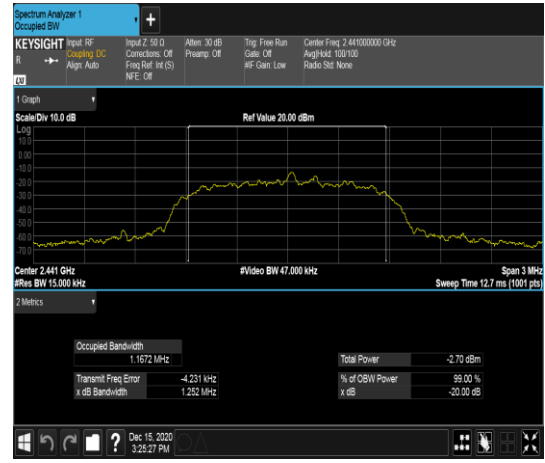 Spectrum Analyzer 1
Occupied BW
+
KEYSIGHT
R
LXI
Input: RF
Coupling: DC
Align: Auto
Input Z: 50 Ω
Corrections: Off
Freq Ref: Int (S)
NFE: Off
Atten: 30 dB
Preamp: Off
Trig: Free Run
Gate: Off
#IF Gain: Low
Center Freq: 2.441000000 GHz
Avg|Hold: 100/100
Radio Std: None
1 Graph
Scale/Div 10.0 dB
Ref Value 20.00 dBm
Log
10.0
0.00
-10.0
-20.0
-30.0
-40.0
-50.0
-60.0
-70.0
Center 2.441 GHz
#Video BW 47.000 kHz
Span 3 MHz
#Res BW 15.000 kHz
Sweep Time 12.7 ms (1001 pts)
2 Metrics
Occupied Bandwidth
1.1672 MHz
Total Power -2.70 dBm
Transmit Freq Error -4.231 kHz
% of OBW Power 99.00 %
x dB Bandwidth 1.252 MHz
x dB -20.00 dB
?
Dec 15, 2020
3:25:27 PM